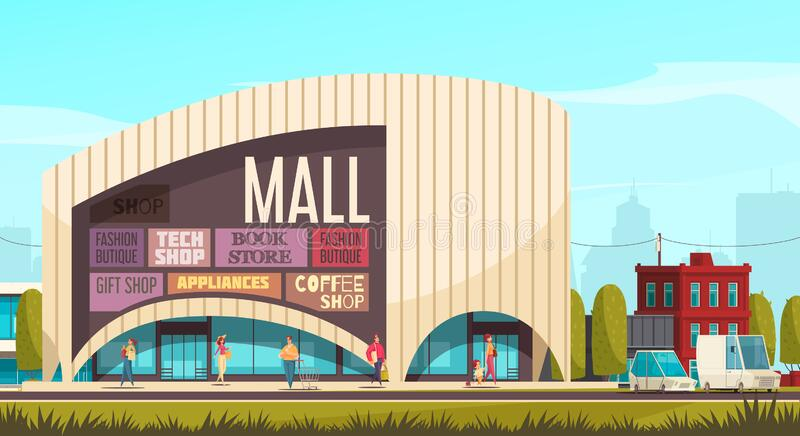 MALL
SHOP
FASHION
BUTIQUE
TECH
SHOP
BOOK
STORE
FASHION
BUTIQUE
GIFT SHOP
APPLIANCES
COFFEE
SHOP